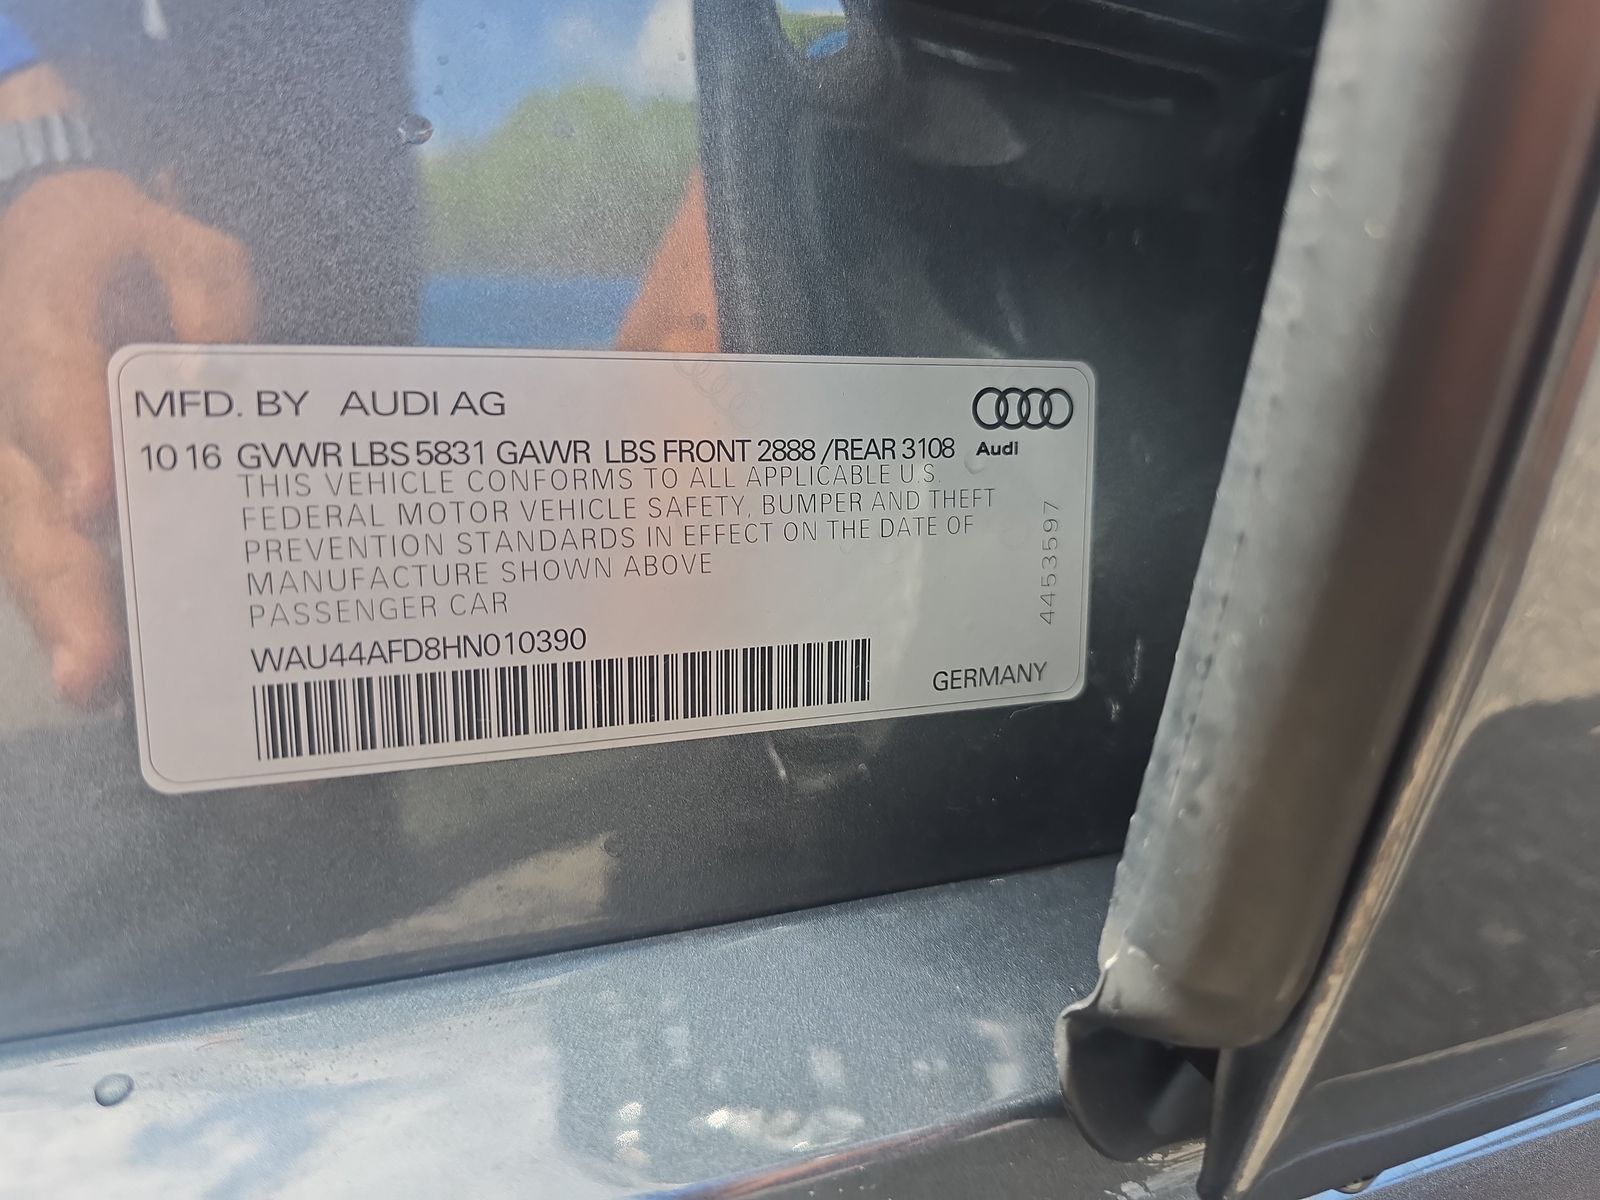 MFD. BY AUDI AG
10 16 GVWR LBS 5831 GAWR LBS FRONT 2888 /REAR 3108
Audi
THIS VEHICLE CONFORMS TO ALL APPLICABLE U.S.
FEDERAL MOTOR VEHICLE SAFETY, BUMPER AND THEFT
PREVENTION STANDARDS IN EFFECT ON THE DATE OF
MANUFACTURE SHOWN ABOVE
PASSENGER CAR
WAU44AFD8HN010390
GERMANY
4453597